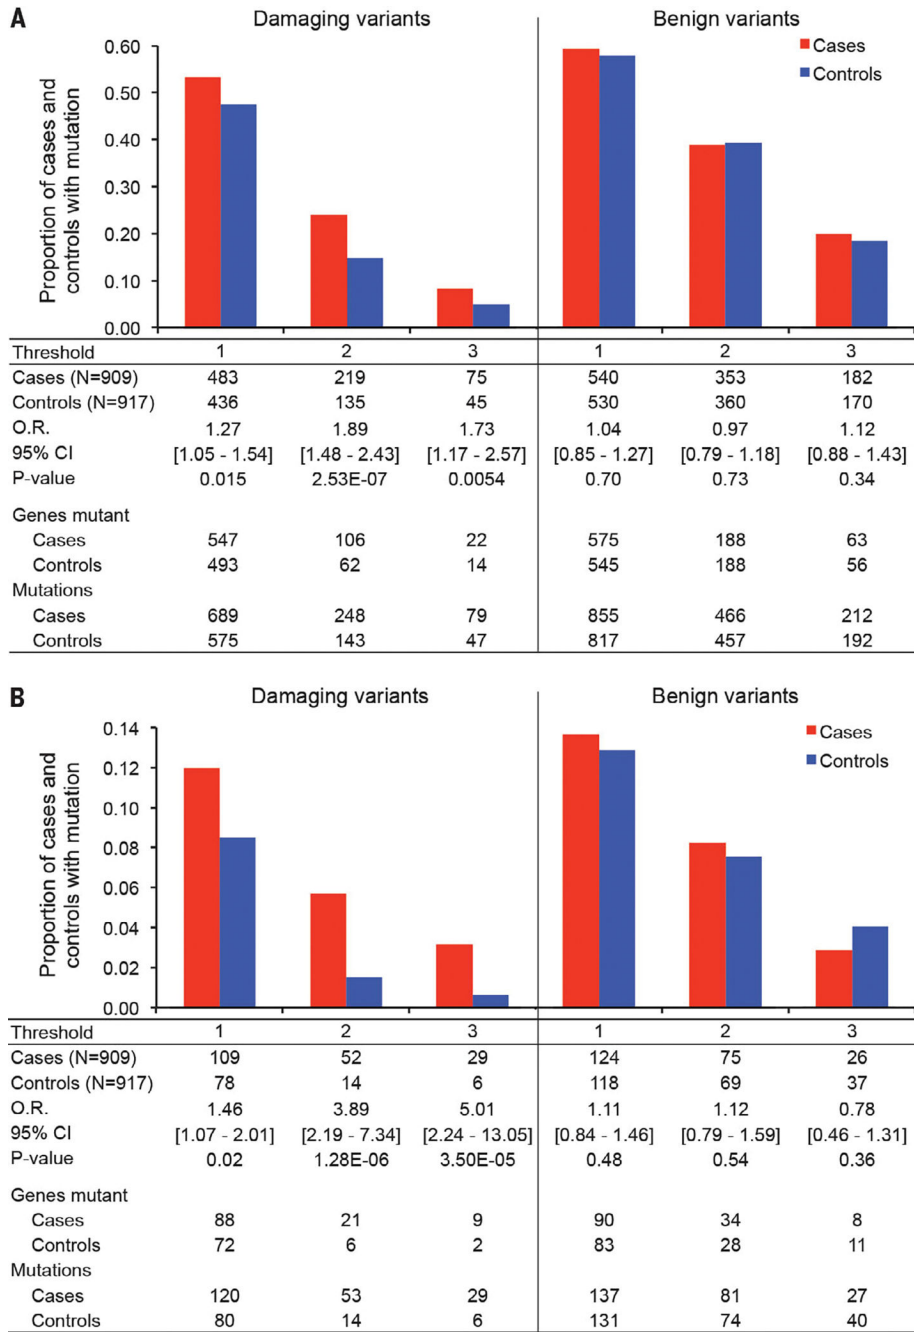 A
Damaging variants
Benign variants
Proportion of cases and
controls with mutation
0.60
0.50
0.40
0.30
0.20
0.10
0.00
Cases
Controls
Threshold 1 2 3 1 2 3
Cases (N=909) 483 219 75 540 353 182
Controls (N=917) 436 135 45 530 360 170
O.R. 1.27 1.89 1.73 1.04 0.97 1.12
95% CI [1.05 - 1.54] [1.48 - 2.43] [1.17 - 2.57] [0.85 - 1.27] [0.79 - 1.18] [0.88 - 1.43]
P-value 0.015 2.53E-07 0.0054 0.70 0.73 0.34
Genes mutant
Cases 547 106 22 575 188 63
Controls 493 62 14 545 188 56
Mutations
Cases 689 248 79 855 466 212
Controls 575 143 47 817 457 192
B
Damaging variants
Benign variants
Proportion of cases and
controls with mutation
0.14
0.12
0.10
0.08
0.06
0.04
0.02
0.00
Cases
Controls
Threshold 1 2 3 1 2 3
Cases (N=909) 109 52 29 124 75 26
Controls (N=917) 78 14 6 118 69 37
O.R. 1.46 3.89 5.01 1.11 1.12 0.78
95% CI [1.07 - 2.01] [2.19 - 7.34] [2.24 - 13.05] [0.84 - 1.46] [0.79 - 1.59] [0.46 - 1.31]
P-value 0.02 1.28E-06 3.50E-05 0.48 0.54 0.36
Genes mutant
Cases 88 21 9 90 34 8
Controls 72 6 2 83 28 11
Mutations
Cases 120 53 29 137 81 27
Controls 80 14 6 131 74 40